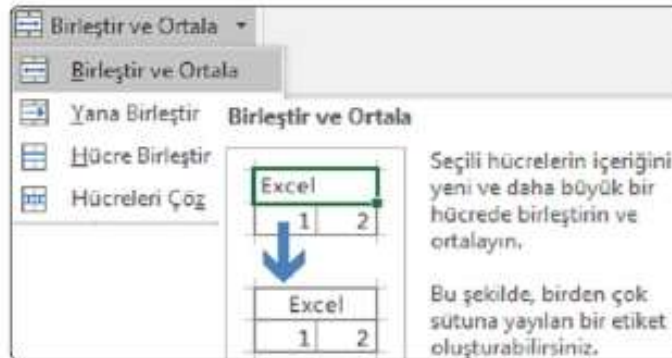 Birleştir ve Ortala
Birleştir ve Ortala
Yana Birleştir
Hücre Birleştir
Hücreleri Çöz
Birleştir ve Ortala
Excel
1 2
Excel
1 2
Seçili hücrelerin içeriğini
yeni ve daha büyük bir
hücrede birleştirin ve
ortalayın.
Bu şekilde, birden çok
sütuna yayılan bir etiket
oluşturabilirsiniz.